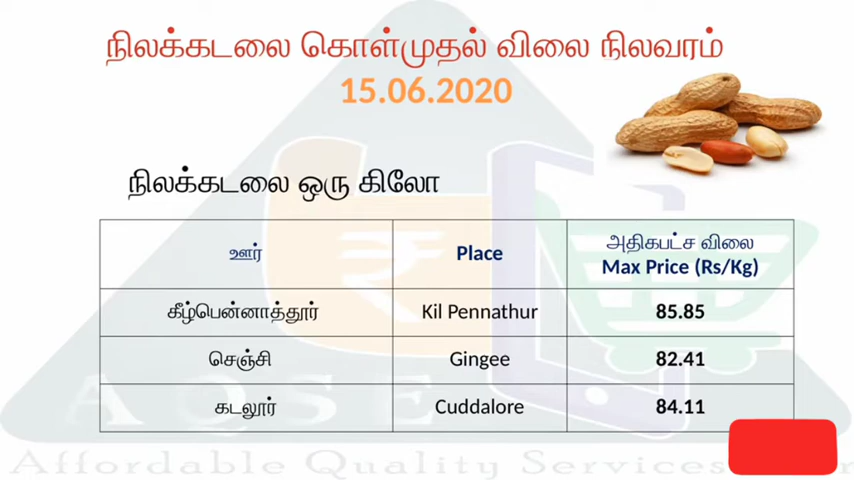 நிலக்கடலை கொள்முதல் விலை நிலவரம்
15.06.2020
நிலக்கடலை ஒரு கிலோ
ஊர் Place அதிகபட்ச விலை
Max Price (Rs/Kg)
கீழ்பென்னாத்தூர் Kil Pennathur 85.85
செஞ்சி Gingee 82.41
கடலூர் Cuddalore 84.11
AQSE
Affordable Quality Services